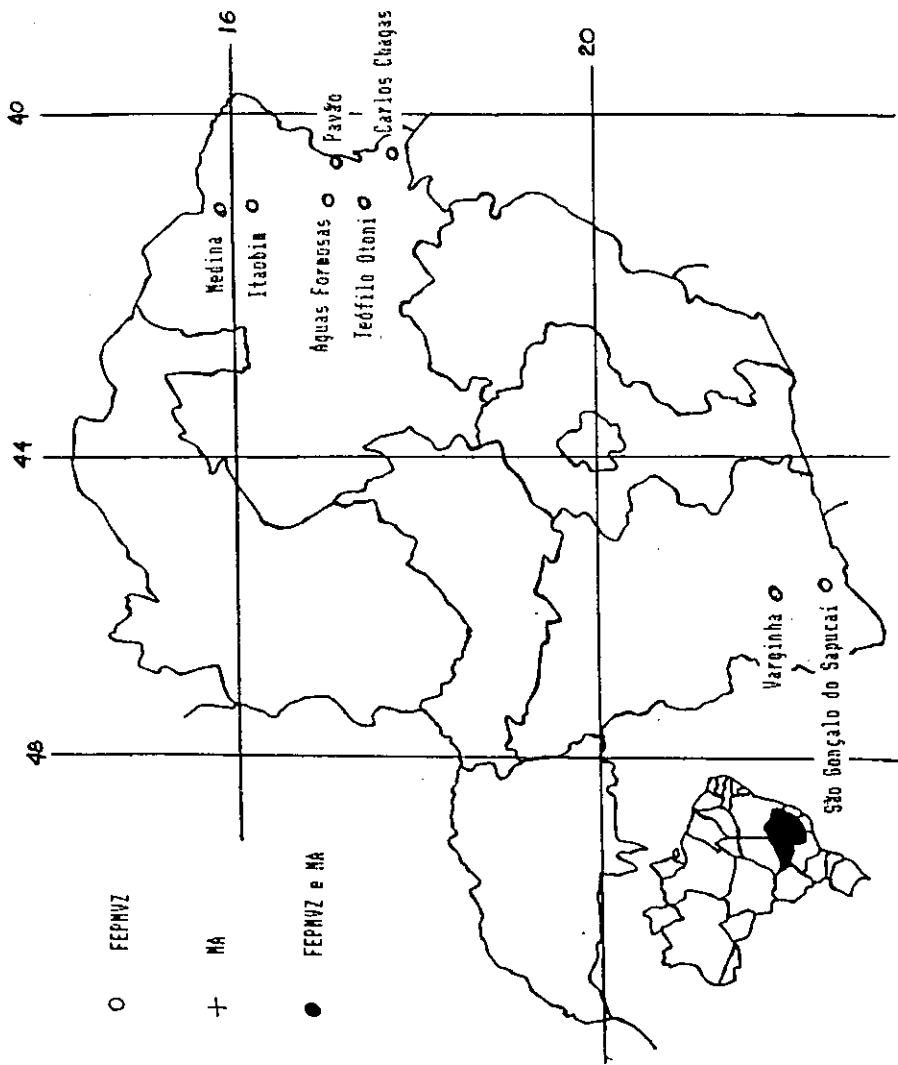 48 44 40
FEPMVZ
MA
FEPMVZ e MA
16
Medina
Itaobim
Águas Formosas
Pavão
Teófilo Otoni
Carlos Chagas
20
Varginha
São Gonçalo do Sapucaí